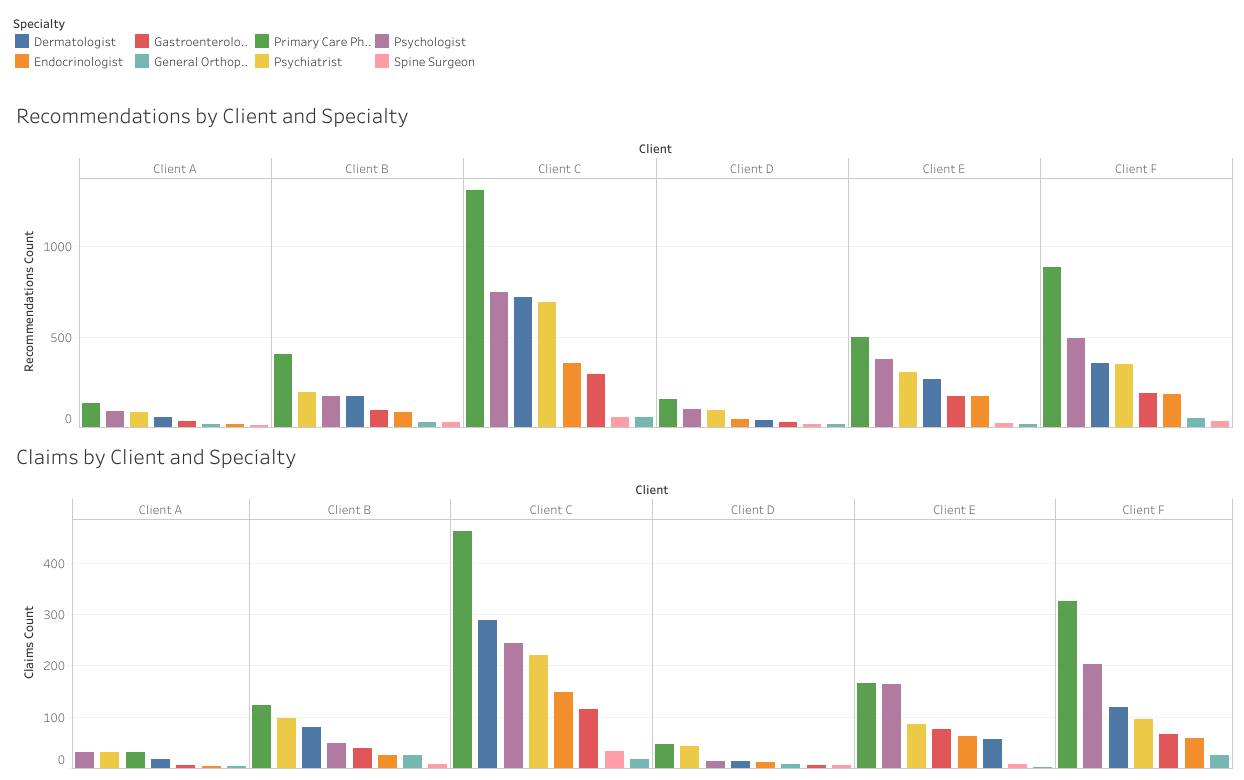 Specialty
Dermatologist Gastroenterolo.. Primary Care Ph.. Psychologist
Endocrinologist General Orthop.. Psychiatrist Spine Surgeon
Recommendations by Client and Specialty
Client
Client A Client B Client C Client D Client E Client F
Recommendations Count
1000
500
0
Claims by Client and Specialty
Client
Client A Client B Client C Client D Client E Client F
Claims Count
400
300
200
100
0